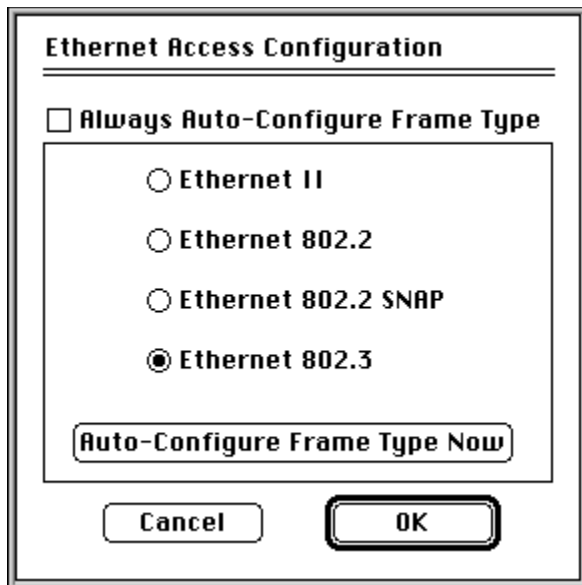 Ethernet Access Configuration
Always Auto-Configure Frame Type
Ethernet II
Ethernet 802.2
Ethernet 802.2 SNAP
Ethernet 802.3
Auto-Configure Frame Type Now
Cancel
OK